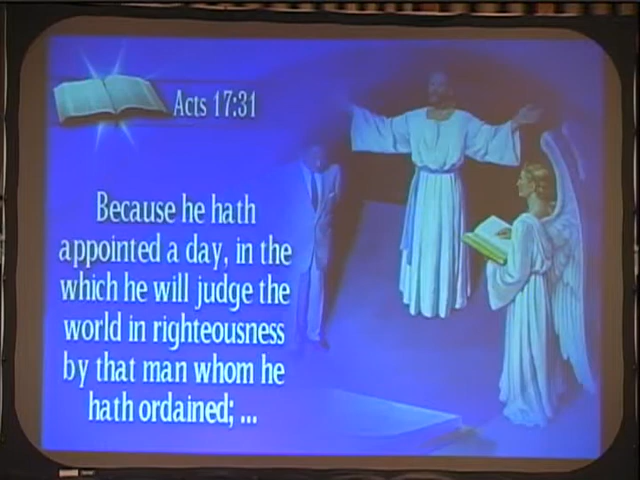 Acts 17:31
Because he hath
appointed a day, in the
which he will judge the
world in righteousness
by that man whom he
hath ordained; ...